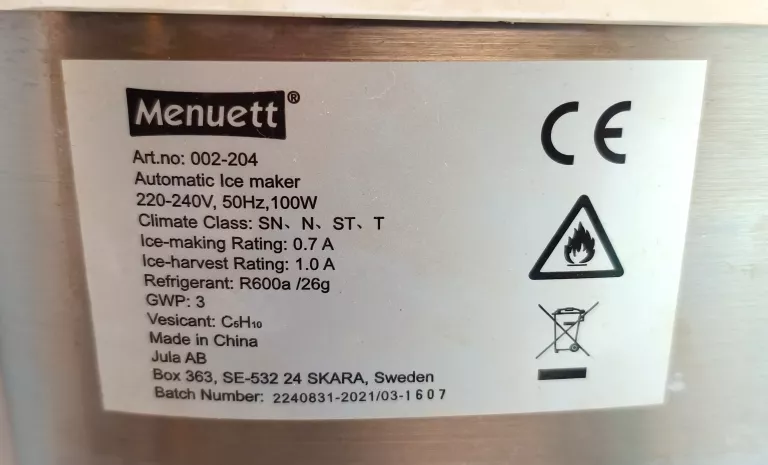 Menuett®
Art.no: 002-204
Automatic Ice maker
220-240V, 50Hz,100W
Climate Class: SN、N、ST、T
Ice-making Rating: 0.7 A
Ice-harvest Rating: 1.0 A
Refrigerant: R600a /26g
GWP: 3
Vesicant: C₅H₁₀
Made in China
Jula AB
Box 363, SE-532 24 SKARA, Sweden
Batch Number: 2240831-2021/03-1607
CE